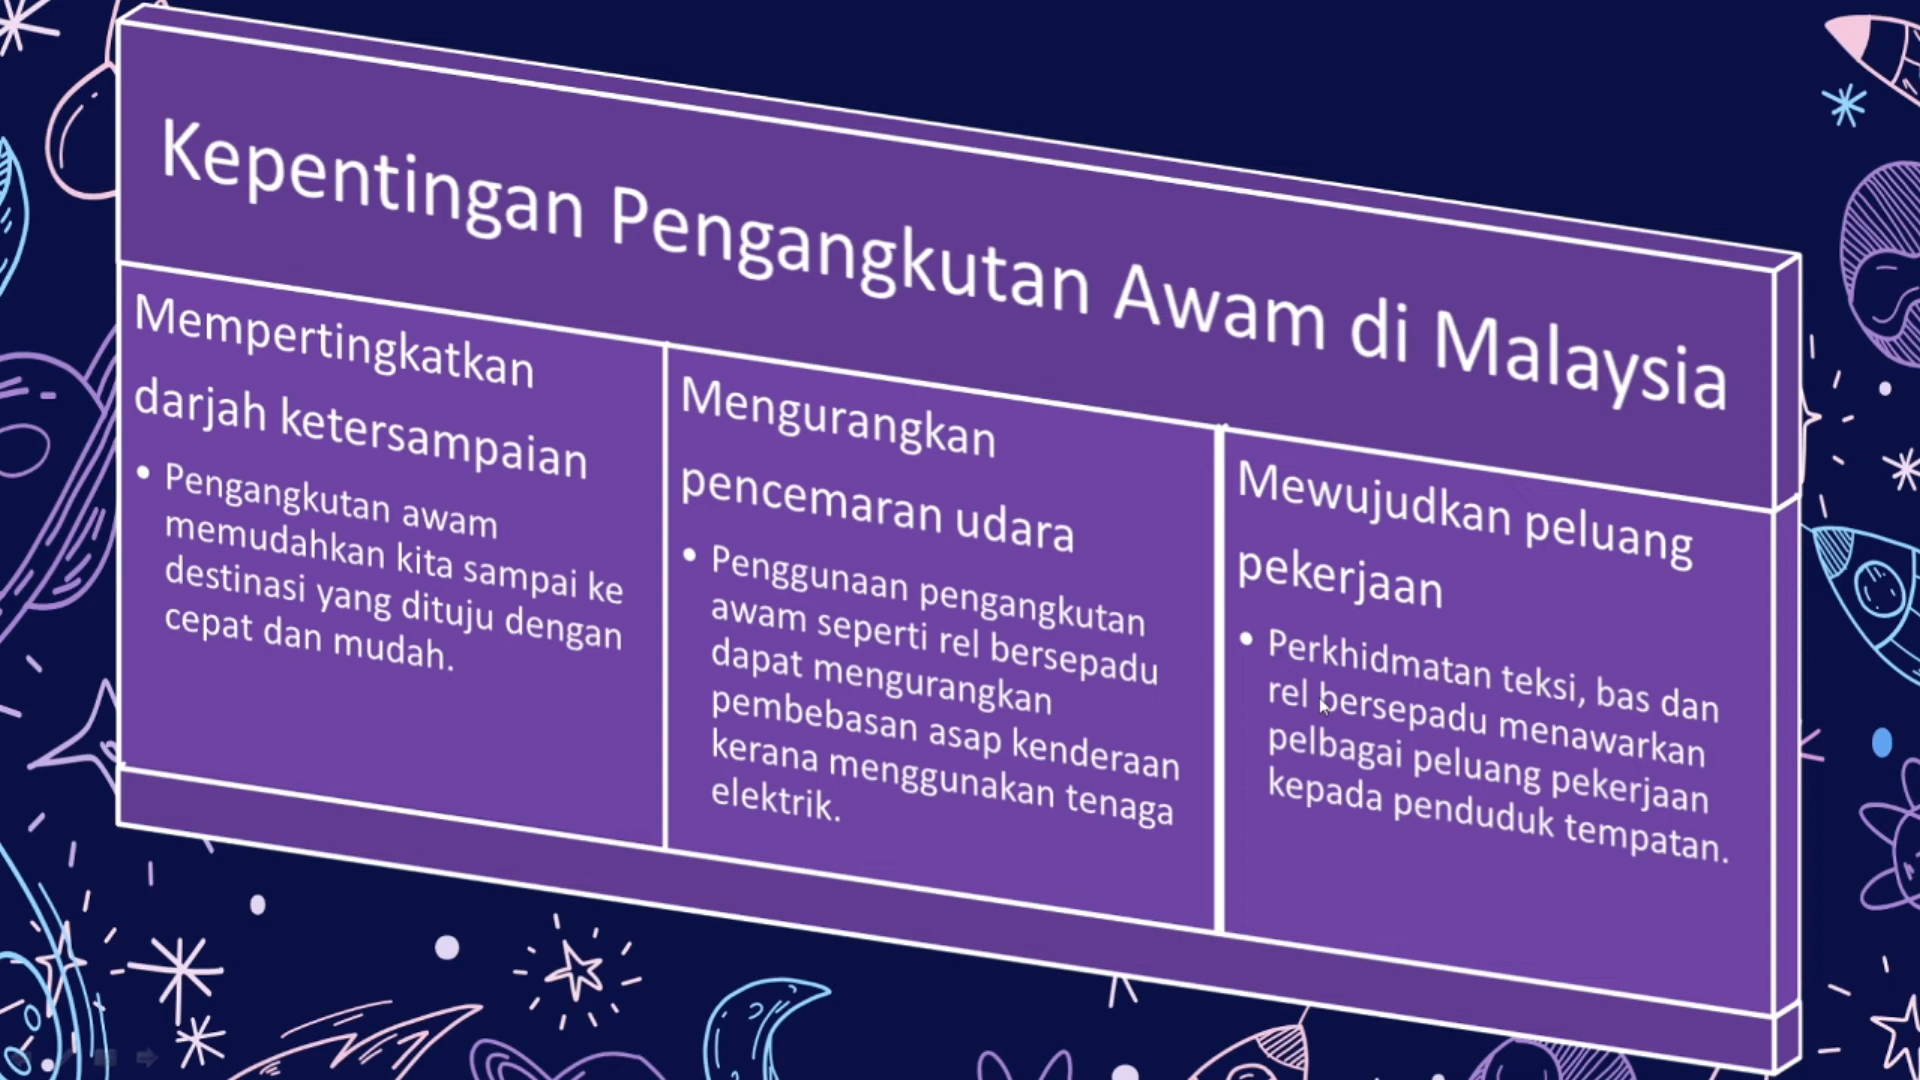 Kepentingan Pengangkutan Awam di Malaysia
Mempertingkatkan
darjah ketersampaian
• Pengangkutan awam
memudahkan kita sampai ke
destinasi yang dituju dengan
cepat dan mudah.
Mengurangkan
pencemaran udara
• Penggunaan pengangkutan
awam seperti rel bersepadu
dapat mengurangkan
pembebasan asap kenderaan
kerana menggunakan tenaga
elektrik.
Mewujudkan peluang
pekerjaan
• Perkhidmatan teksi, bas dan
rel bersepadu menawarkan
pelbagai peluang pekerjaan
kepada penduduk tempatan.